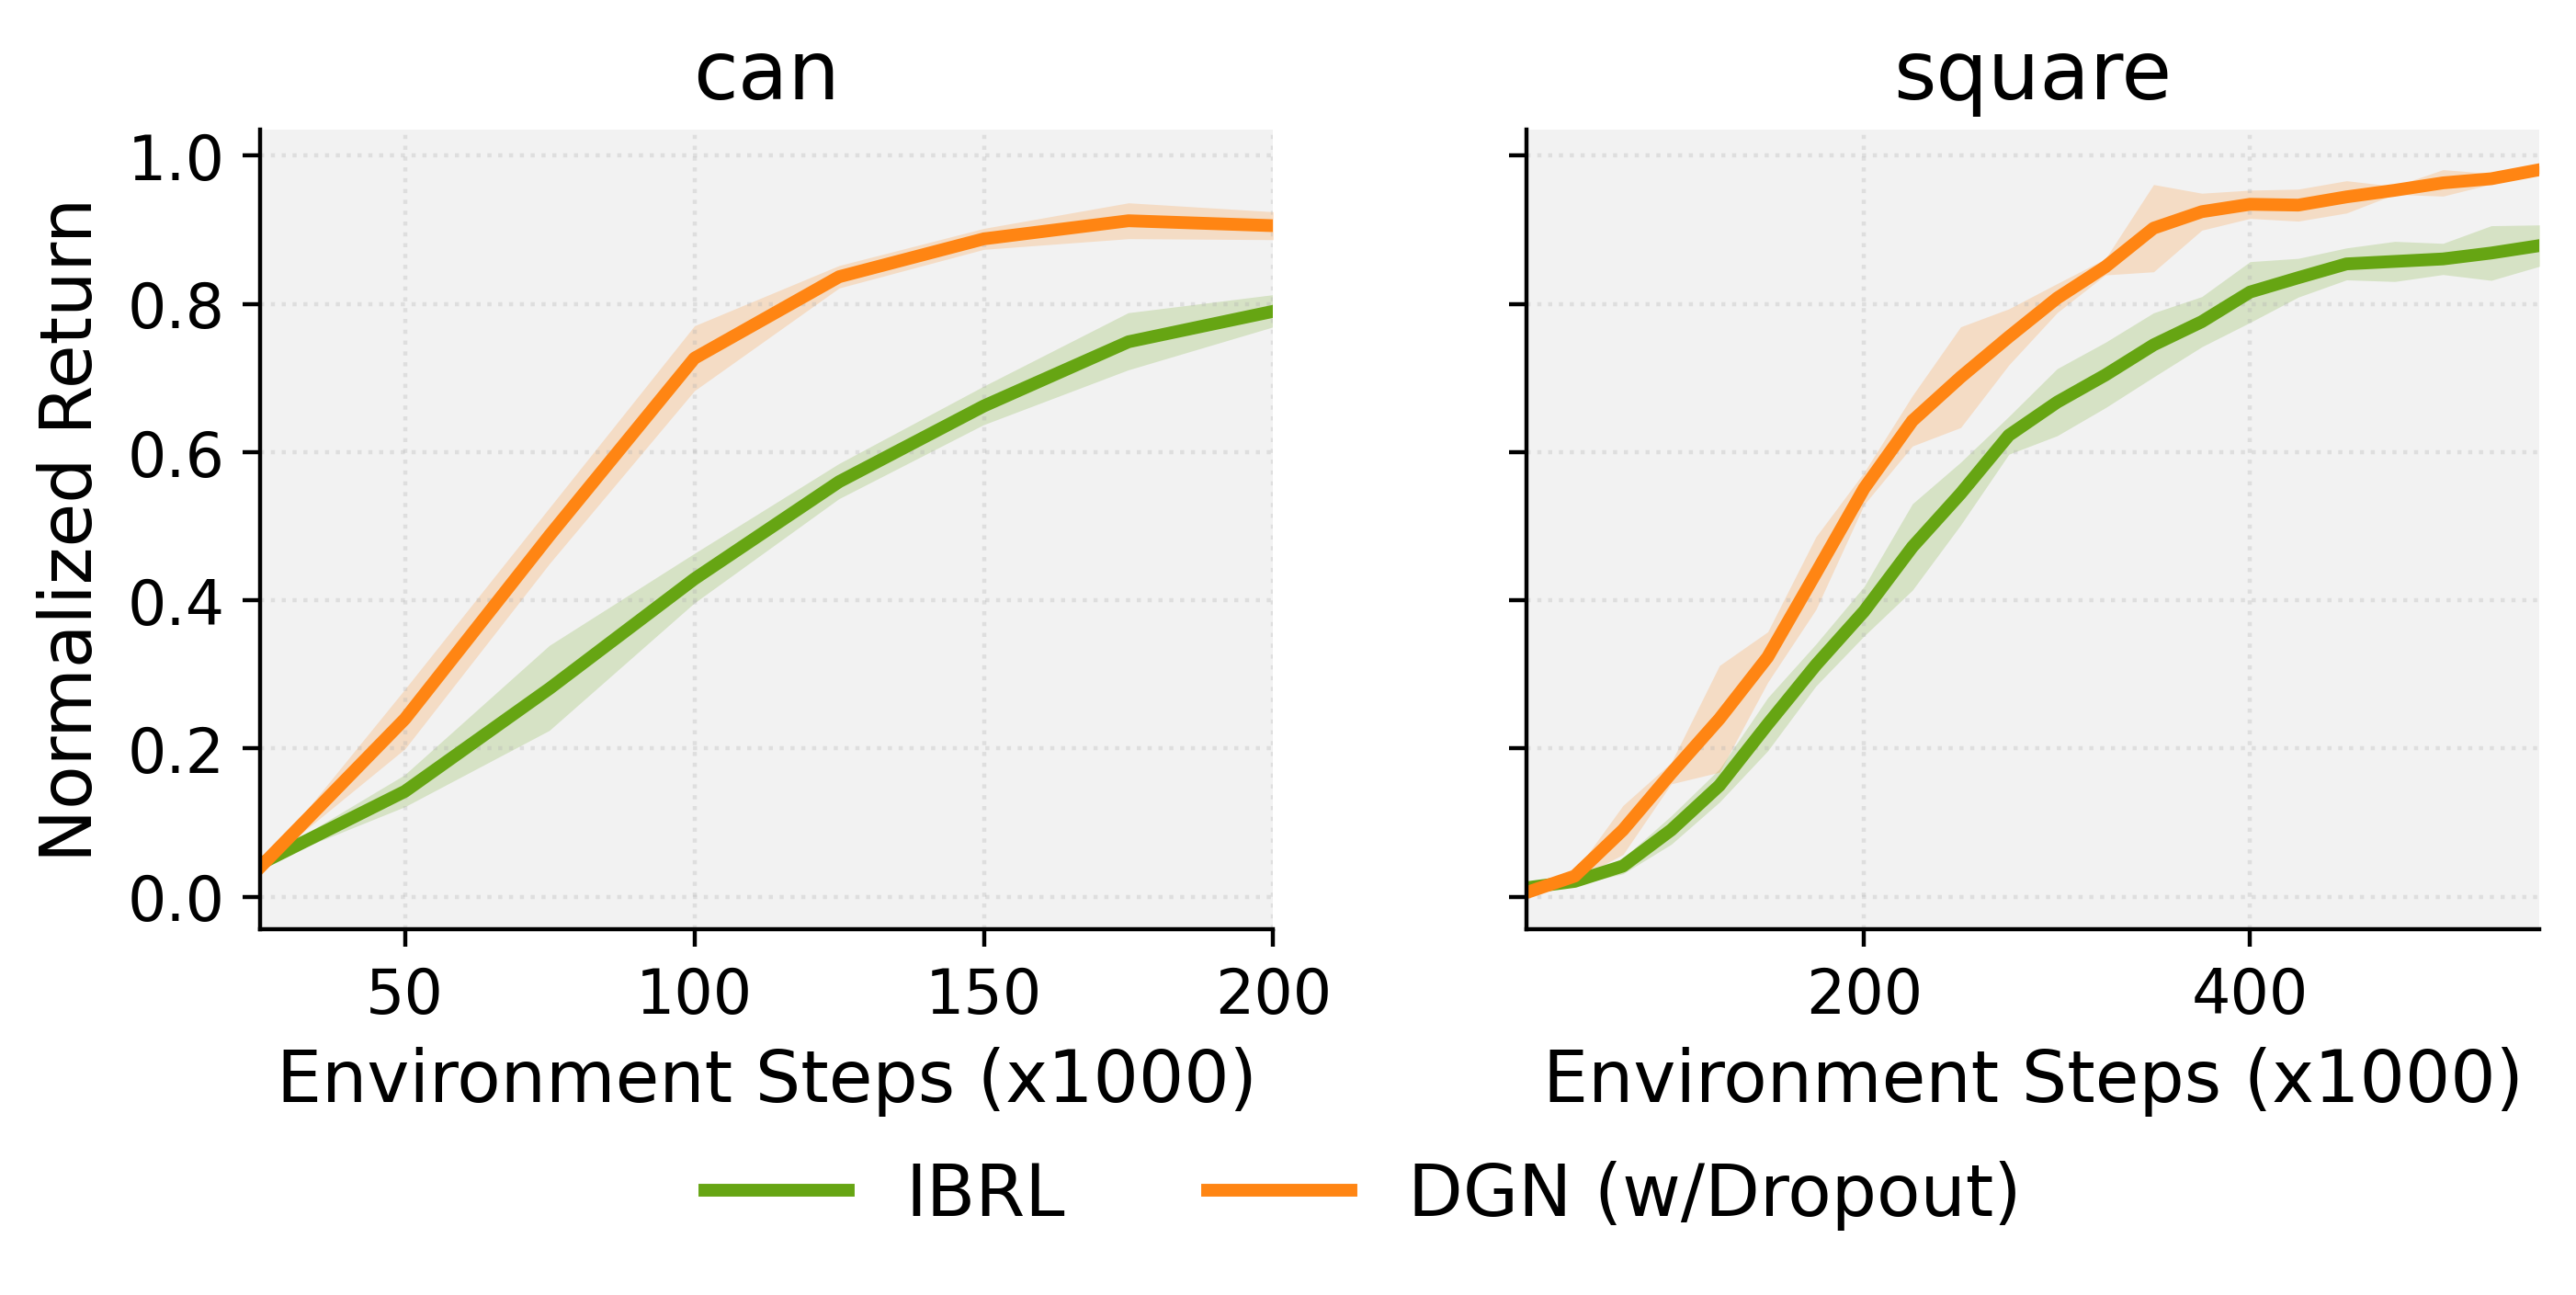 can
square
Normalized Return
1.0
0.8
0.6
0.4
0.2
0.0
50 100 150 200
200 400
Environment Steps (x1000)
Environment Steps (x1000)
IBRL
DGN (w/Dropout)